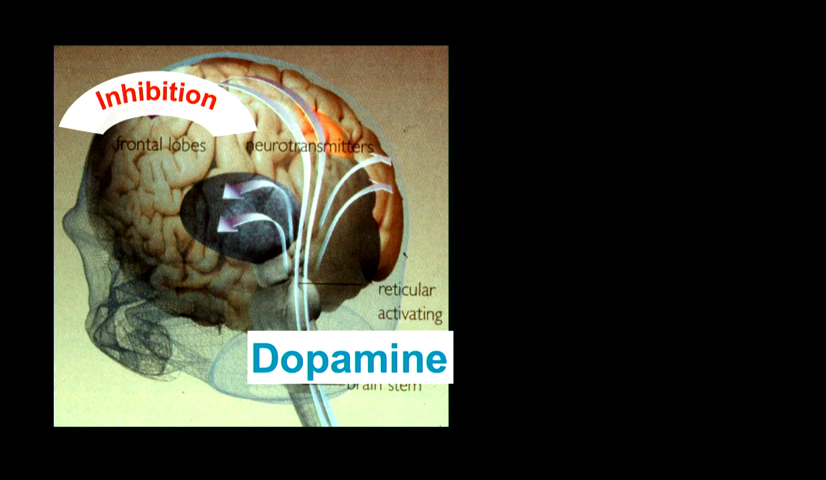 Inhibition
frontal lobes
neurotransmitters
reticular
activating
Dopamine
brain stem